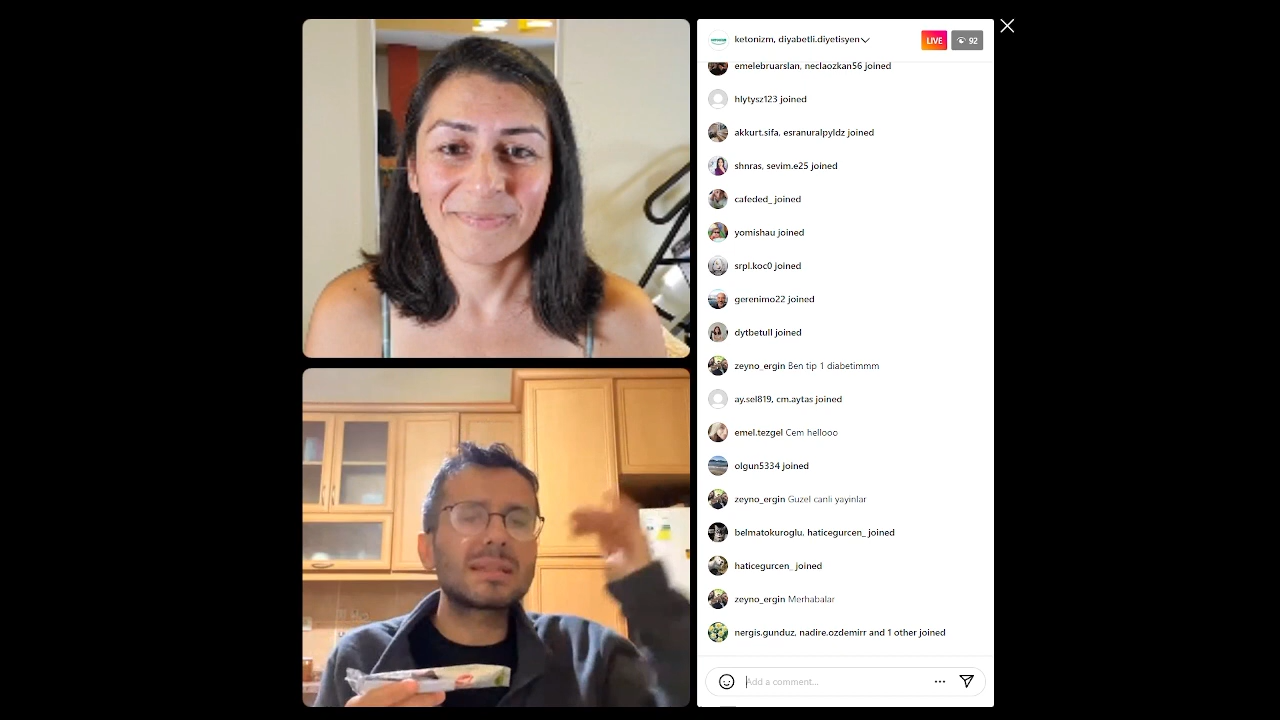 ketonizm, diyabetli.diyetisyen
LIVE
92
emelebruarslan, neclaozkan56 joined
hlytysz123 joined
akkurt.sifa, esranuralpyldz joined
shnras, sevim.e25 joined
cafeded_ joined
yomishau joined
srpl.koc0 joined
gerenimo22 joined
dytbetull joined
zeyno_ergin Ben tip 1 diabetimmm
ay.sel819, cm.aytas joined
emel.tezgel Cem hellooo
olgun5334 joined
zeyno_ergin Guzel canli yayinlar
belmatokuroglu, haticegurcen_ joined
haticegurcen_ joined
zeyno_ergin Merhabalar
nergis.gunduz, nadire.ozdemirr and 1 other joined
Add a comment...